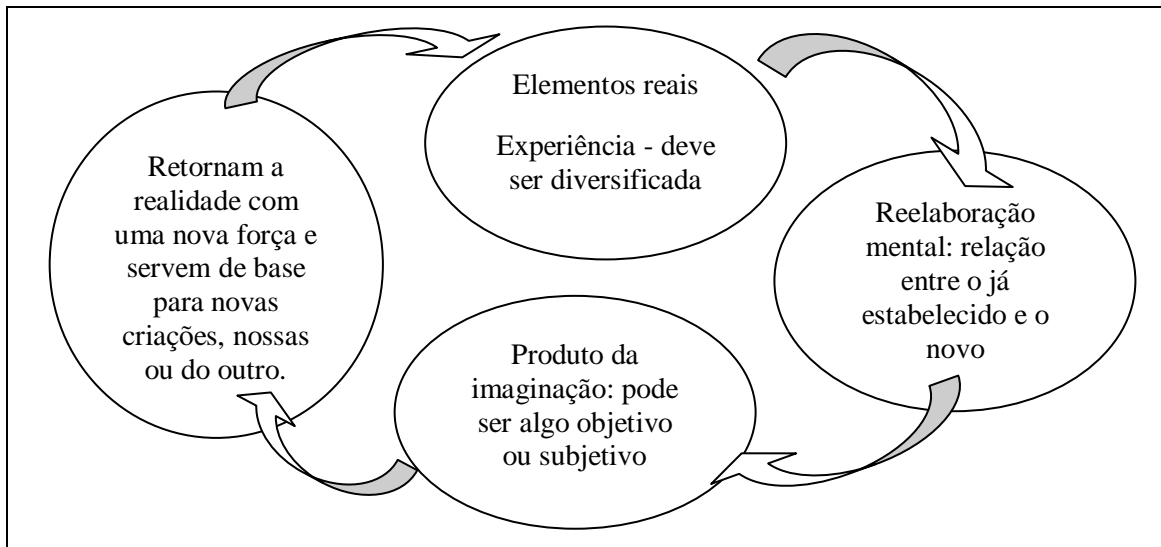 Elementos reais
Experiência - deve
ser diversificada
Reelaboração
mental: relação
entre o já
estabelecido e o
novo
Produto da
imaginação: pode
ser algo objetivo
ou subjetivo
Retornam a
realidade com
uma nova força e
servem de base
para novas
criações, nossas
ou do outro.